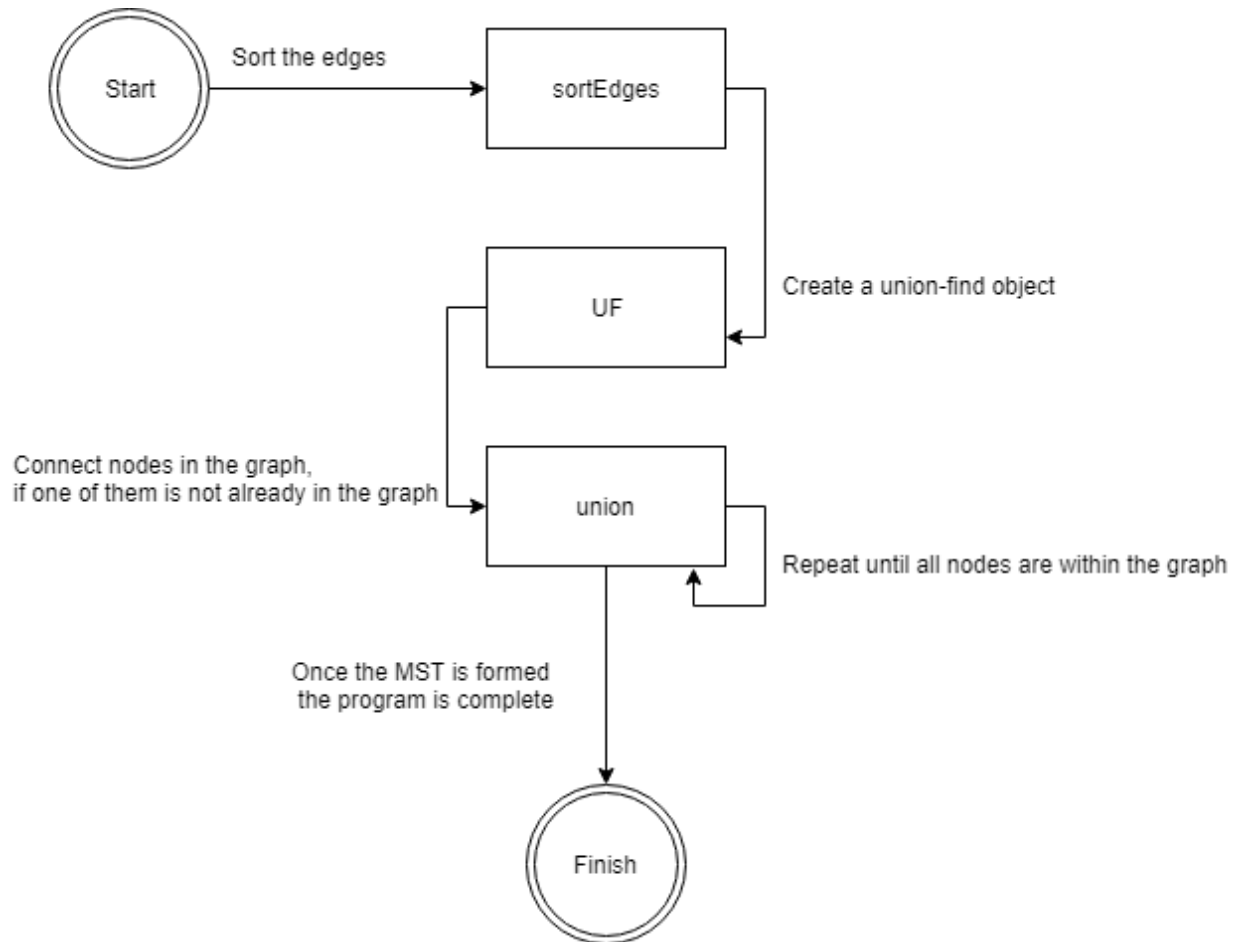 Start
Sort the edges
sortEdges
Create a union-find object
UF
Connect nodes in the graph,
if one of them is not already in the graph
union
Repeat until all nodes are within the graph
Once the MST is formed
the program is complete
Finish